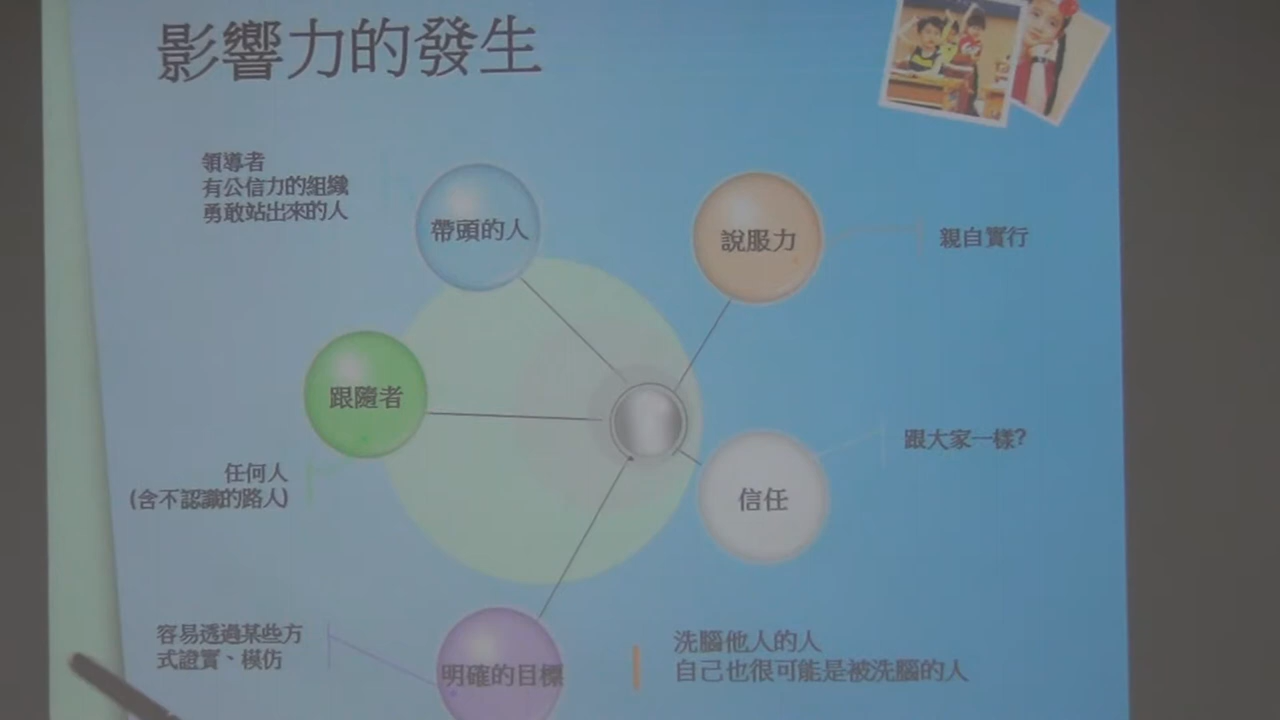 影響力的發生
領導者
有公信力的組織
勇敢站出來的人
帶頭的人
說服力
親自實行
跟隨者
任何人
(含不認識的路人)
跟大家一樣?
信任
容易透過某些方
式證實、模仿
明確的目標
洗腦他人的人
自己也很可能是被洗腦的人